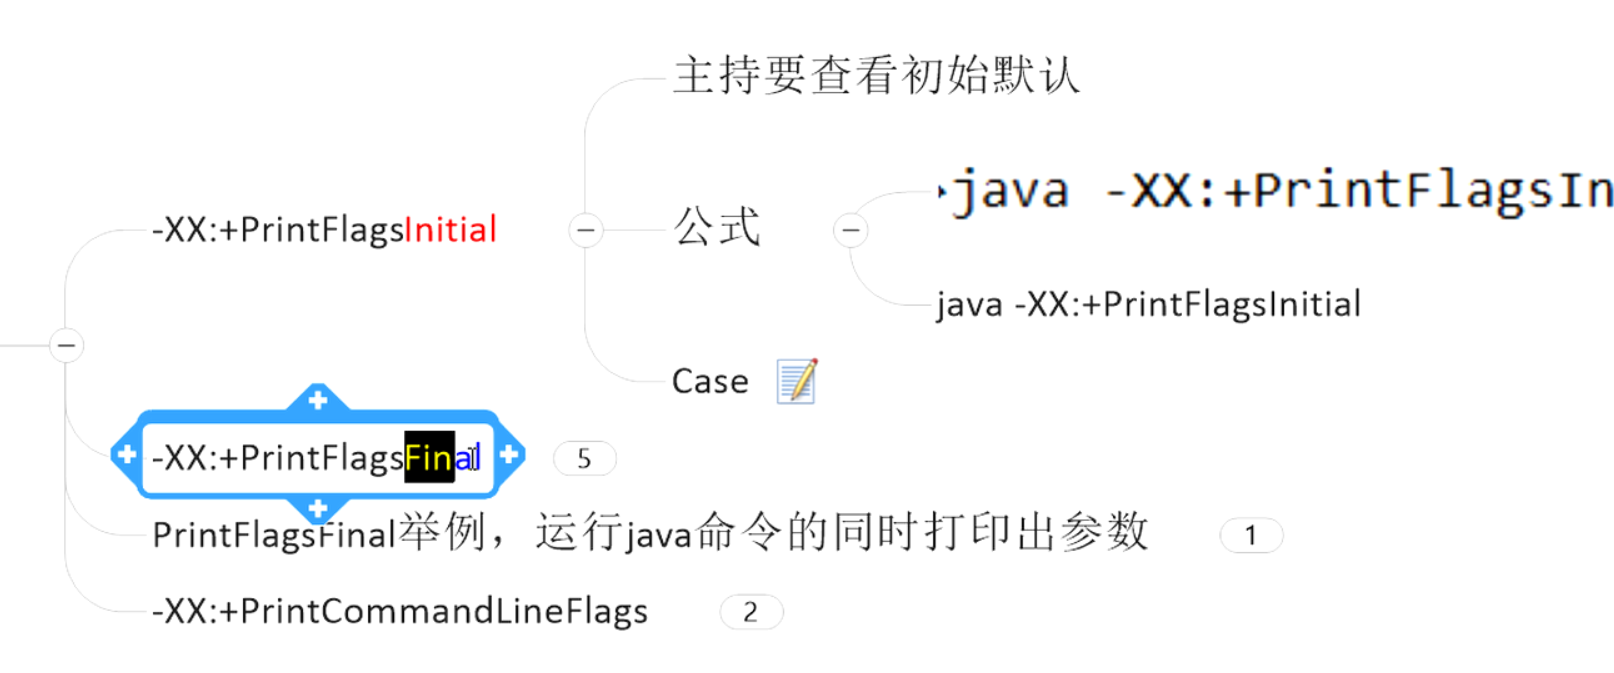 主持要查看初始默认
java -XX:+PrintFlagsIn
-XX:+PrintFlagsInitial
公式
java -XX:+PrintFlagsInitial
Case
-XX:+PrintFlagsFinal
5
PrintFlagsFinal举例，运行java命令的同时打印出参数
1
-XX:+PrintCommandLineFlags
2